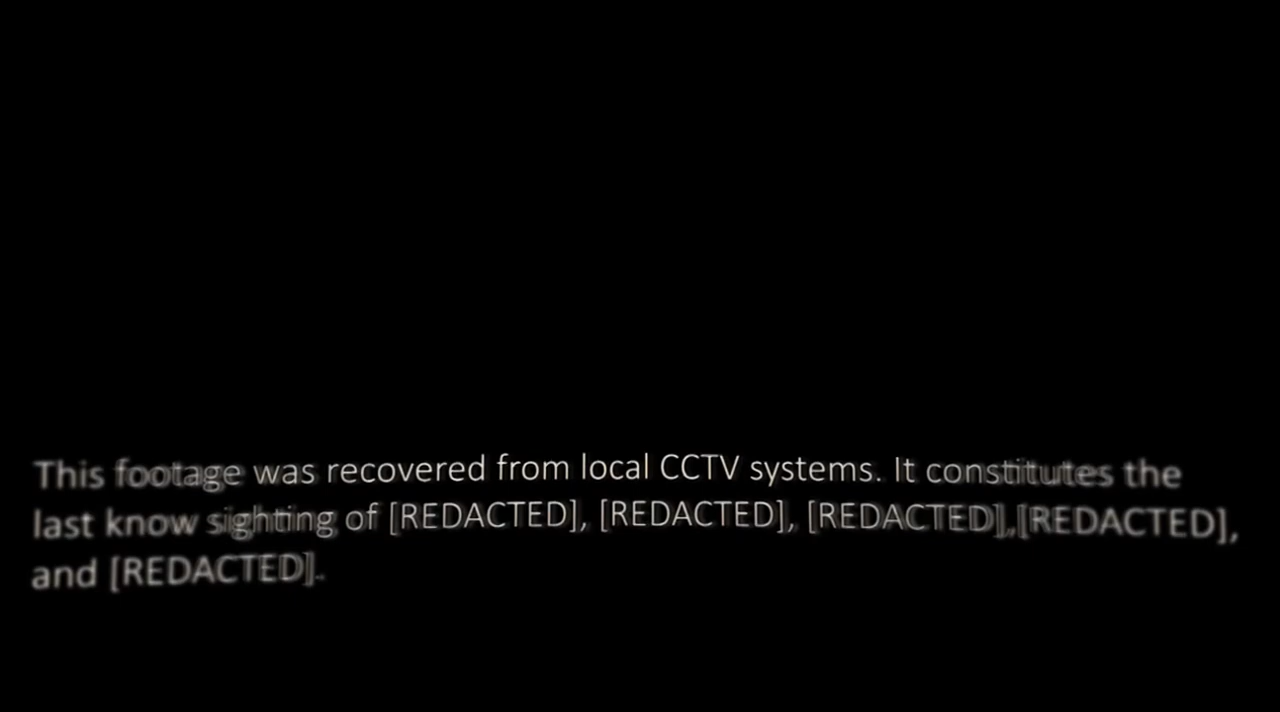 This footage was recovered from local CCTV systems. It constitutes the
last know sighting of [REDACTED], [REDACTED], [REDACTED],[REDACTED],
and [REDACTED].